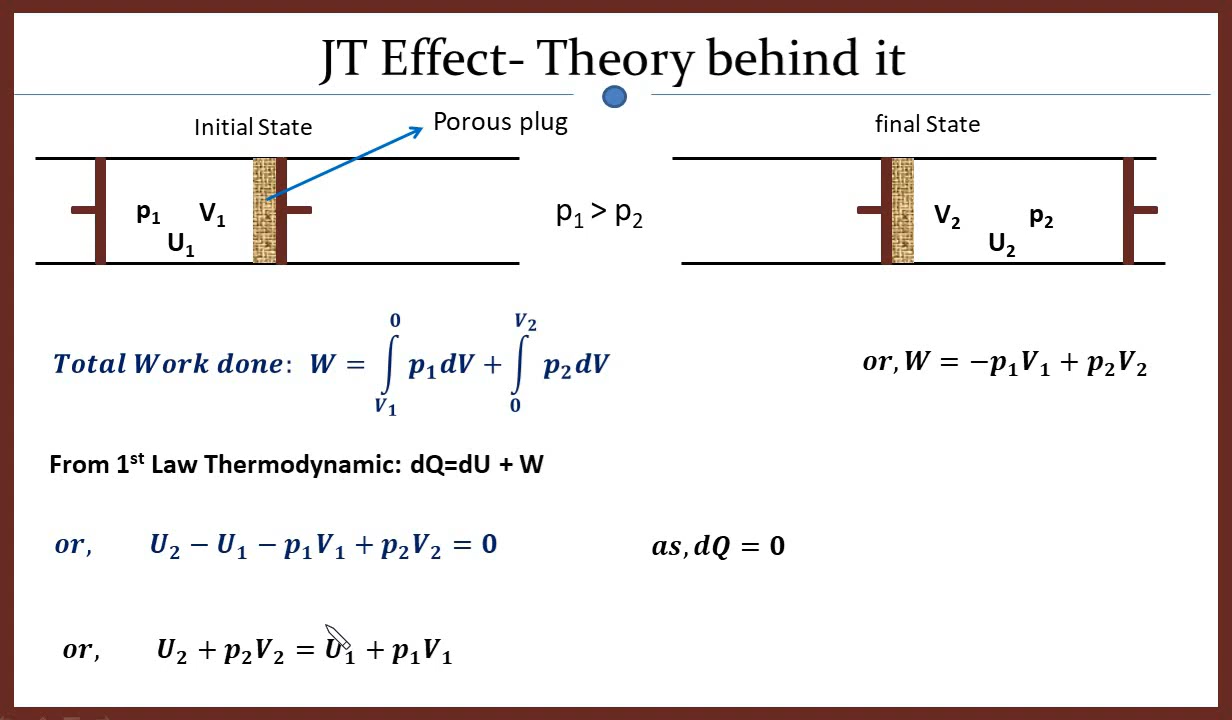 JT Effect- Theory behind it
Initial State
Porous plug
final State
p₁ V₁
U₁
p₁ > p₂
V₂ p₂
U₂
Total Work done: W = ∫_{V₁}^{0} p₁dV + ∫_{0}^{V₂} p₂dV
or, W = −p₁V₁ + p₂V₂
From 1ˢᵗ Law Thermodynamic: dQ=dU + W
or, U₂ − U₁ − p₁V₁ + p₂V₂ = 0
as, dQ = 0
or, U₂ + p₂V₂ = U₁ + p₁V₁